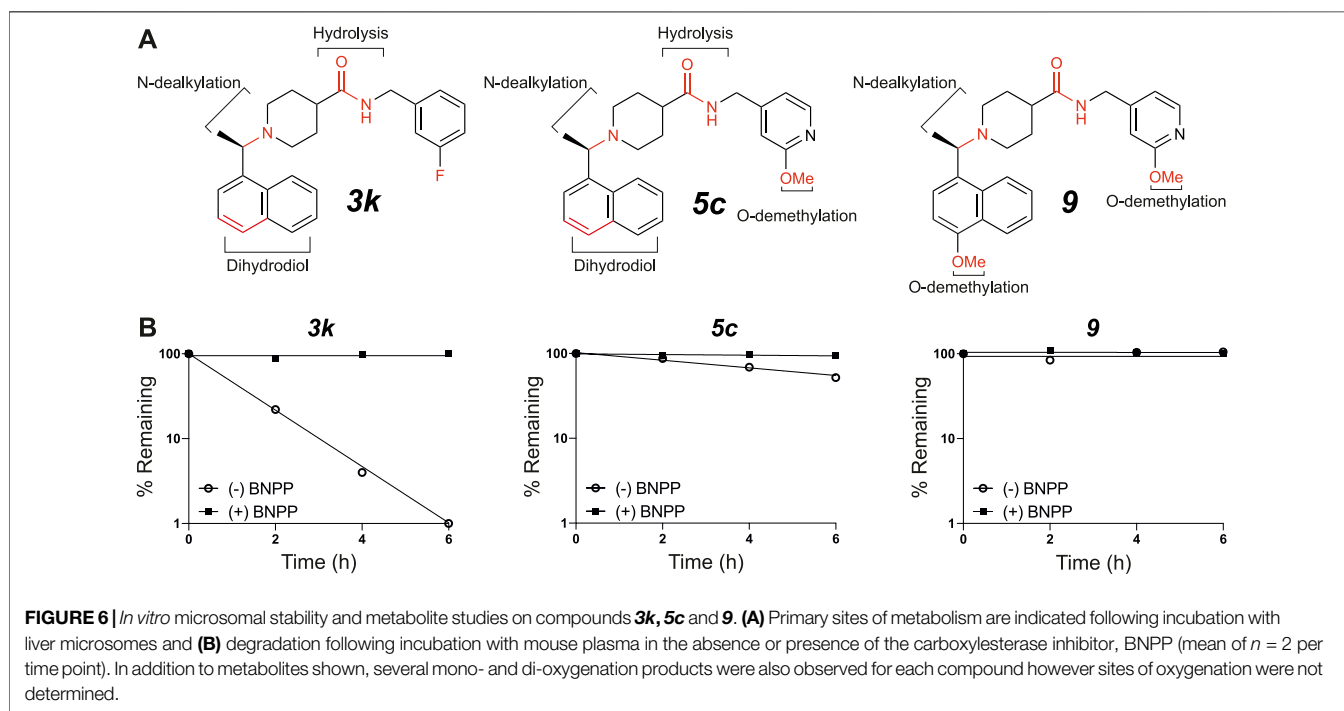 A
Hydrolysis
N-dealkylation
O
N
N
H
F
3k
Dihydrodiol
Hydrolysis
N-dealkylation
O
N
N
H
N
OMe
5c
O-demethylation
Dihydrodiol
O
N
N
H
N
OMe
9
O-demethylation
OMe
O-demethylation
B
3k
% Remaining
100
10
1
(-) BNPP
(+) BNPP
0 2 4 6
Time (h)
5c
% Remaining
100
10
1
(-) BNPP
(+) BNPP
0 2 4 6
Time (h)
9
% Remaining
100
10
1
(-) BNPP
(+) BNPP
0 2 4 6
Time (h)
FIGURE 6 | In vitro microsomal stability and metabolite studies on compounds 3k, 5c and 9. (A) Primary sites of metabolism are indicated following incubation with
liver microsomes and (B) degradation following incubation with mouse plasma in the absence or presence of the carboxylesterase inhibitor, BNPP (mean of n = 2 per
time point). In addition to metabolites shown, several mono- and di-oxygenation products were also observed for each compound however sites of oxygenation were not
determined.